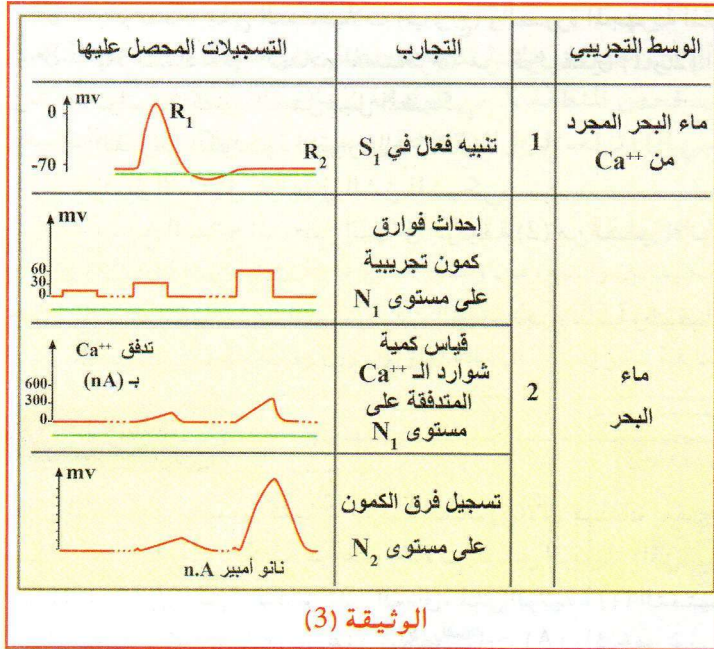 الوسط التجريبي
التجارب
التسجيلات المحصل عليها
ماء البحر المجرد
من Ca++
1
تنبيه فعال في S1
mv
0
-70
R1
R2
ماء
البحر
2
إحداث فوارق
كمون تجريبية
على مستوى N1
mv
60
30
0
قياس كمية
شوارد الـ Ca++
المتدفقة على
مستوى N1
تدفق Ca++
بـ (nA)
600
300
0
تسجيل فرق الكمون
على مستوى N2
mv
نانو أمبير n.A
الوثيقة (3)